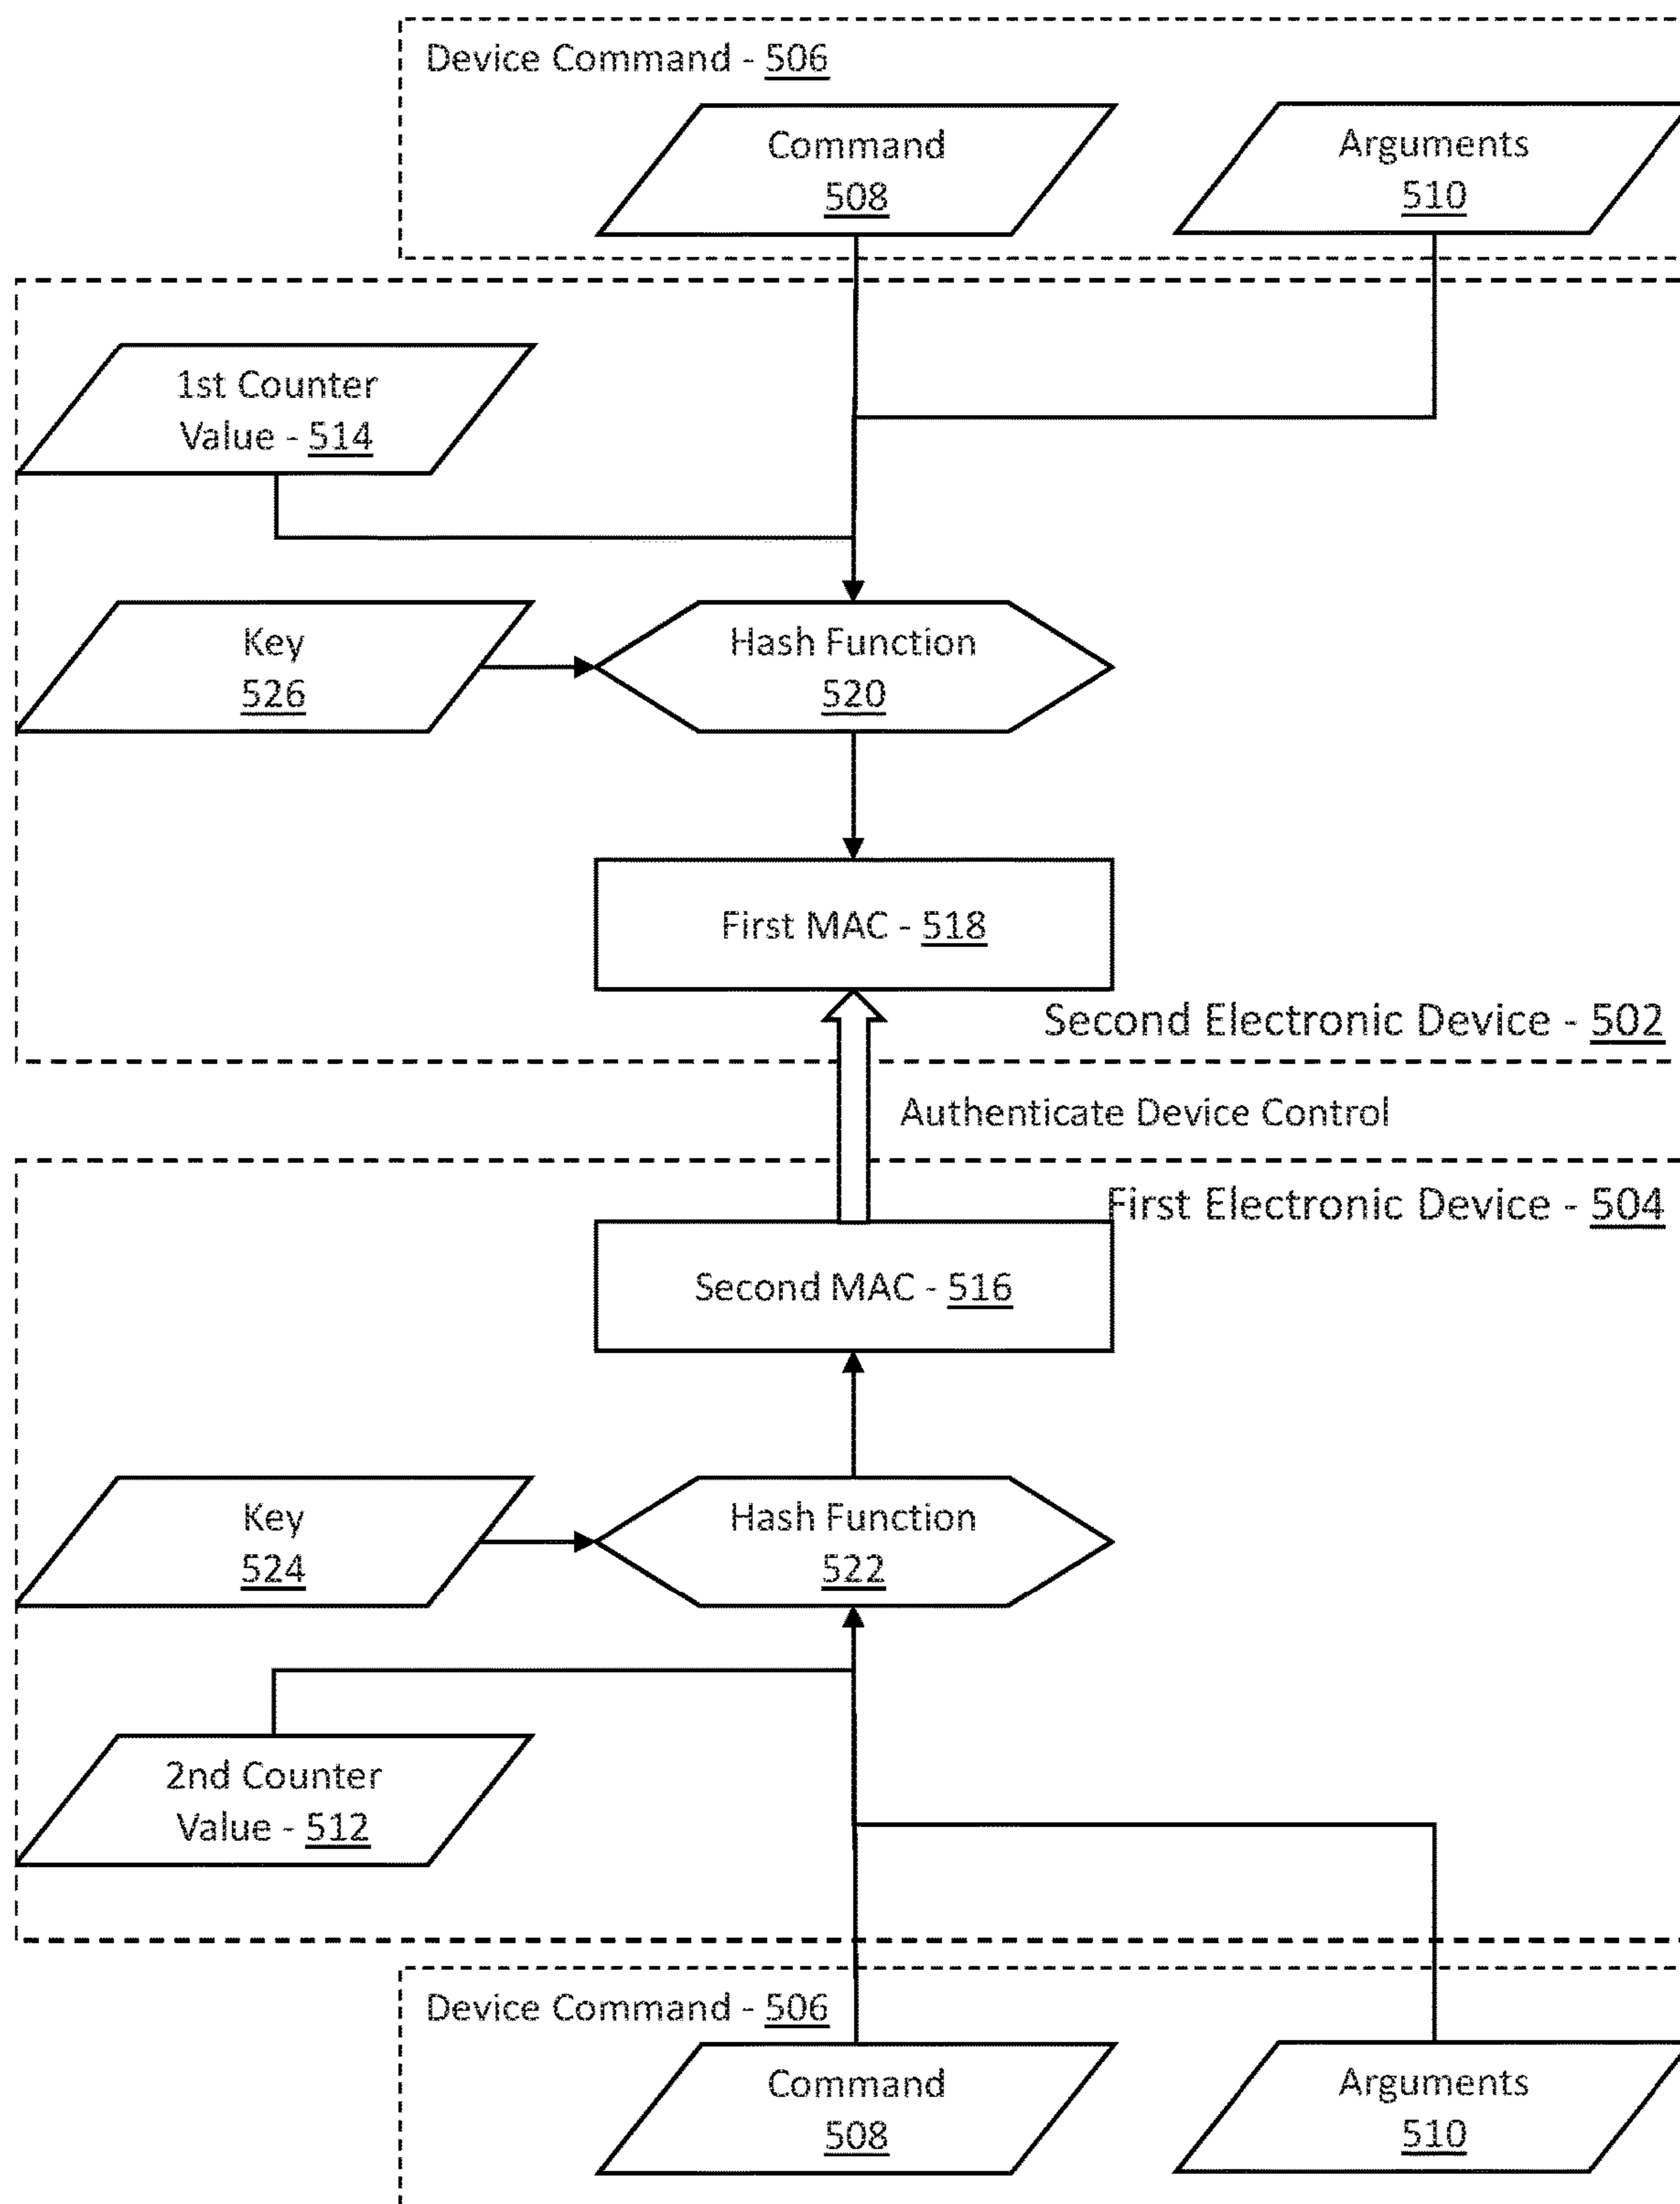 Device Command - 506
Command
508
Arguments
510
1st Counter
Value - 514
Key
526
Hash Function
520
First MAC - 518
Second Electronic Device - 502
Authenticate Device Control
First Electronic Device - 504
Second MAC - 516
Key
524
Hash Function
522
2nd Counter
Value - 512
Device Command - 506
Command
508
Arguments
510